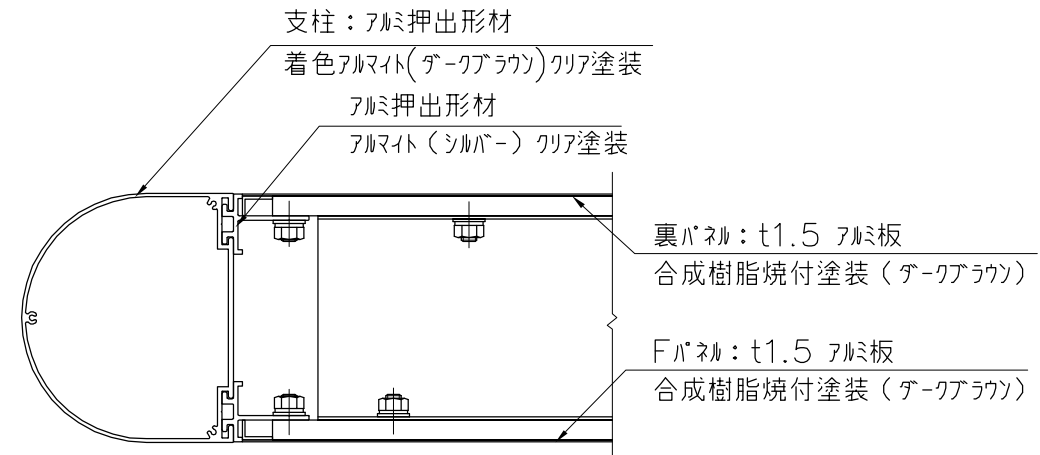 支柱：ｱﾙﾐ押出形材
着色ｱﾙﾏｲﾄ(ﾀﾞｰｸﾌﾞﾗｳﾝ)ｸﾘｱ塗装
ｱﾙﾐ押出形材
ｱﾙﾏｲﾄ（ｼﾙﾊﾞｰ）ｸﾘｱ塗装
裏ﾊﾟﾈﾙ：t1.5 ｱﾙﾐ板
合成樹脂焼付塗装（ﾀﾞｰｸﾌﾞﾗｳﾝ）
Fﾊﾟﾈﾙ：t1.5 ｱﾙﾐ板
合成樹脂焼付塗装（ﾀﾞｰｸﾌﾞﾗｳﾝ）